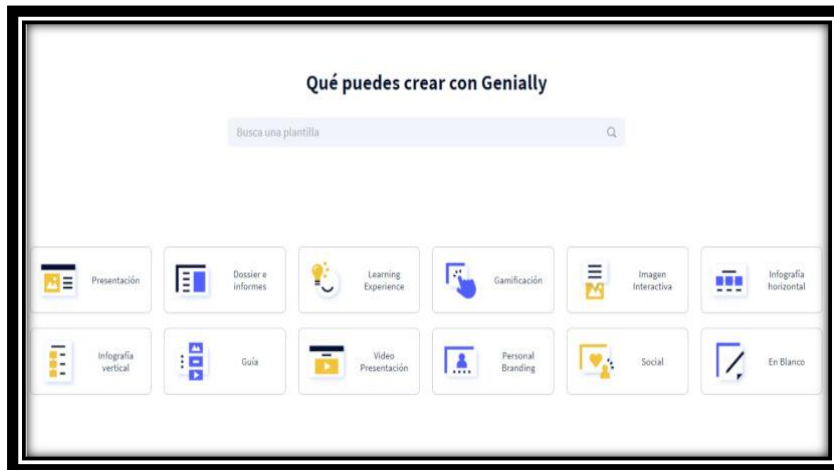 Qué puedes crear con Genially
Busca una plantilla
Presentación
Dossier e
informes
Learning
Experience
Gamificación
Imagen
Interactiva
Infografía
horizontal
Infografía
vertical
Guía
Video
Presentación
Personal
Branding
Social
En Blanco